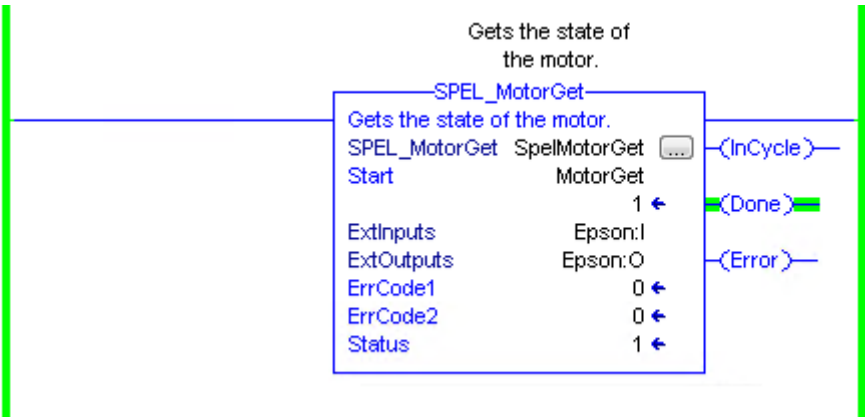 Gets the state of
the motor.
SPEL_MotorGet
Gets the state of the motor.
SPEL_MotorGet SpelMotorGet ... (InCycle)
Start MotorGet
1 (Done)
ExtInputs Epson:I
ExtOutputs Epson:O (Error)
ErrCode1 0
ErrCode2 0
Status 1